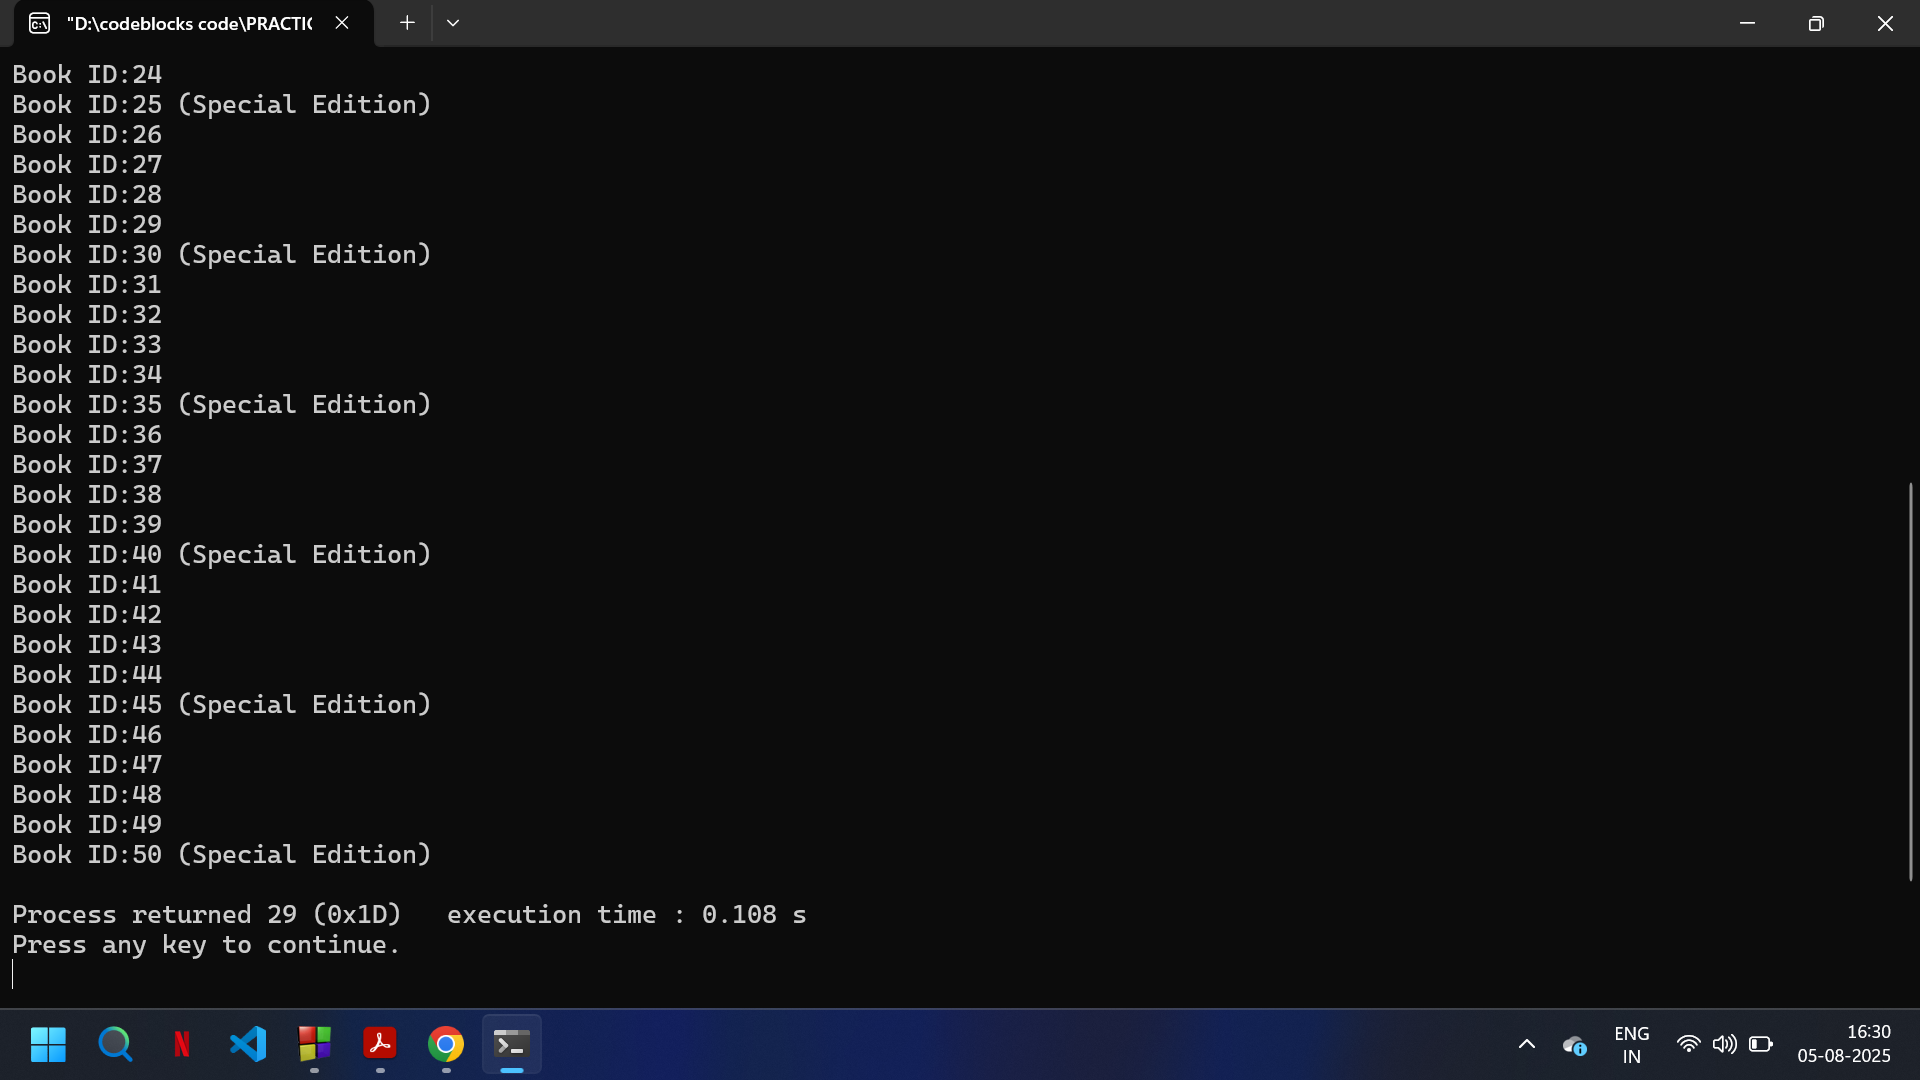 "D:\codeblocks code\PRACTIC
Book ID:24
Book ID:25 (Special Edition)
Book ID:26
Book ID:27
Book ID:28
Book ID:29
Book ID:30 (Special Edition)
Book ID:31
Book ID:32
Book ID:33
Book ID:34
Book ID:35 (Special Edition)
Book ID:36
Book ID:37
Book ID:38
Book ID:39
Book ID:40 (Special Edition)
Book ID:41
Book ID:42
Book ID:43
Book ID:44
Book ID:45 (Special Edition)
Book ID:46
Book ID:47
Book ID:48
Book ID:49
Book ID:50 (Special Edition)
Process returned 29 (0x1D)   execution time : 0.108 s
Press any key to continue.
ENG
IN
16:30
05-08-2025